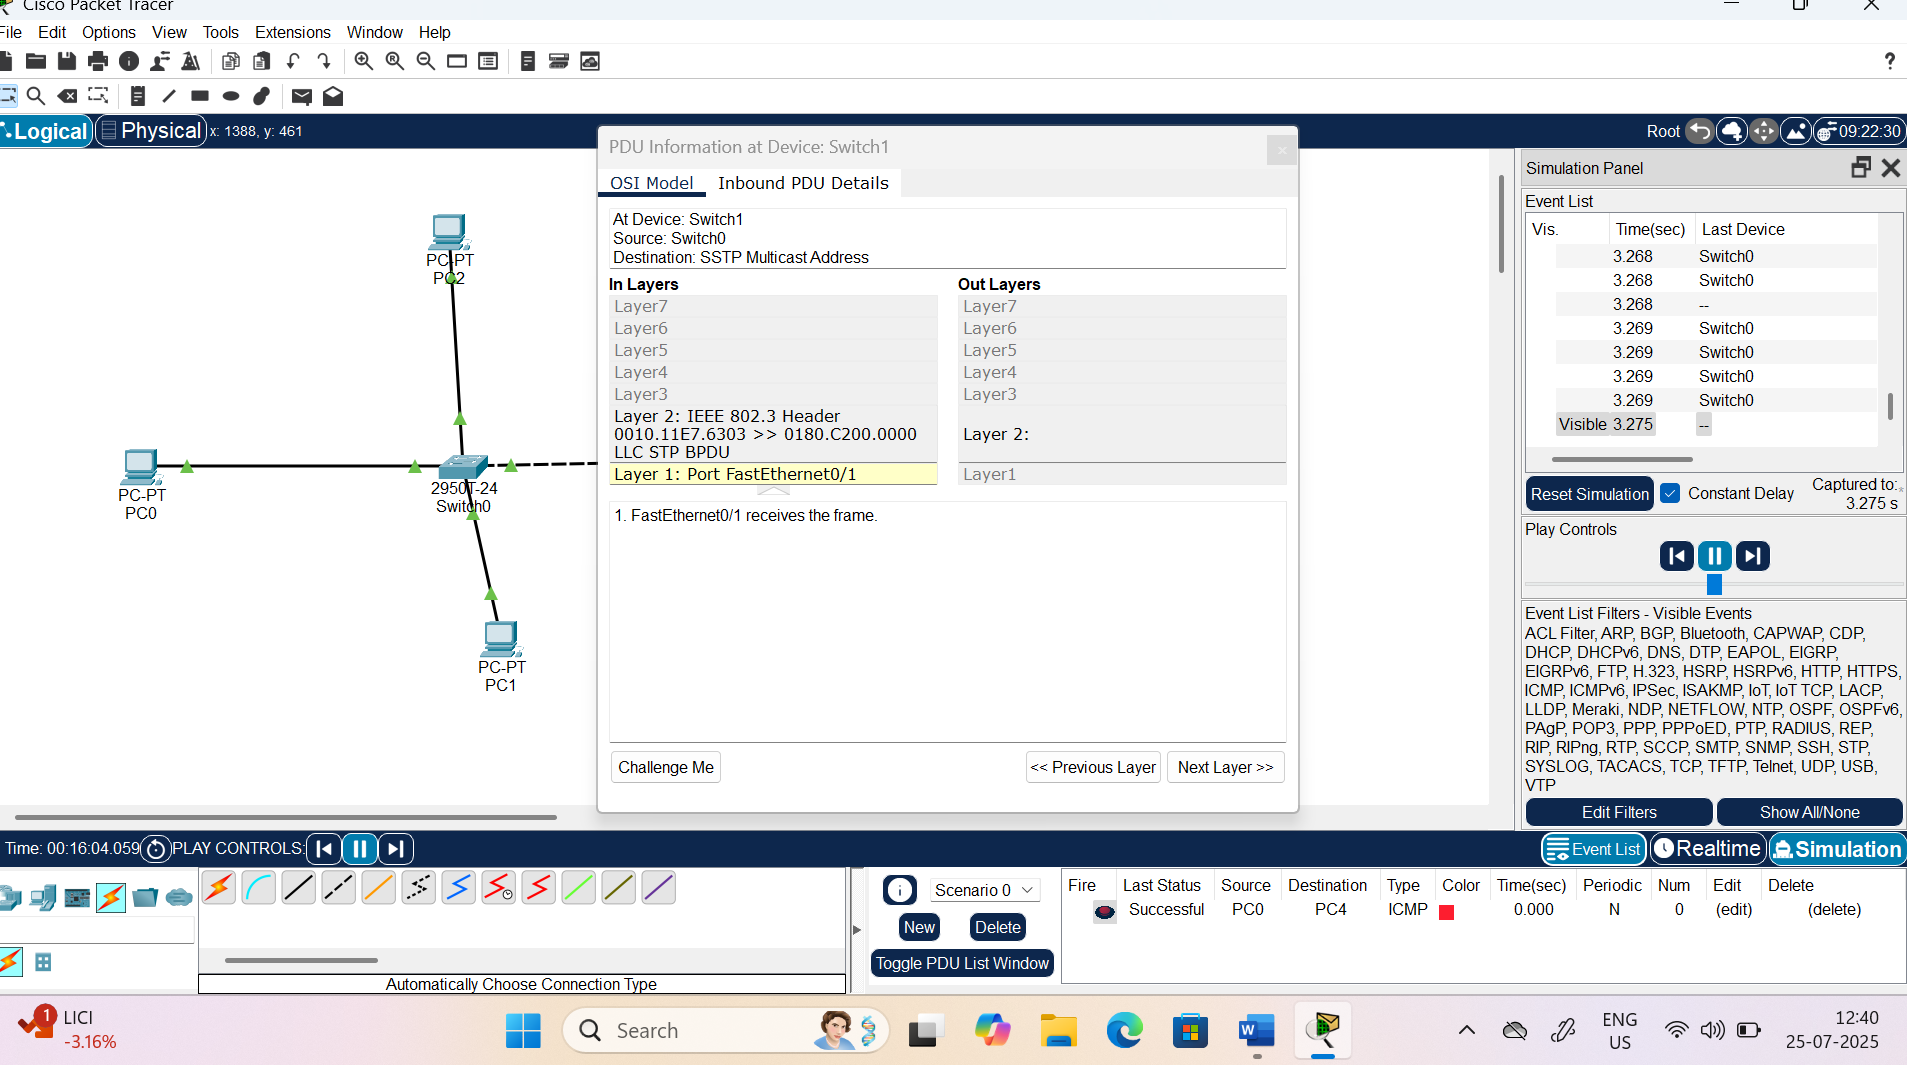 Cisco Packet Tracer
File Edit Options View Tools Extensions Window Help
?
Logical Physical x: 1388, y: 461
Root 09:22:30
PC-PT
PC2
PC-PT
PC0
2950T-24
Switch0
PC-PT
PC1
PDU Information at Device: Switch1
OSI Model Inbound PDU Details
At Device: Switch1
Source: Switch0
Destination: SSTP Multicast Address
In Layers Out Layers
Layer7 Layer7
Layer6 Layer6
Layer5 Layer5
Layer4 Layer4
Layer3 Layer3
Layer 2: IEEE 802.3 Header
0010.11E7.6303 >> 0180.C200.0000 Layer 2:
LLC STP BPDU
Layer 1: Port FastEthernet0/1 Layer1
1. FastEthernet0/1 receives the frame.
Challenge Me << Previous Layer Next Layer >>
Simulation Panel
Event List
Vis. Time(sec) Last Device
3.268 Switch0
3.268 Switch0
3.268 --
3.269 Switch0
3.269 Switch0
3.269 Switch0
3.269 Switch0
Visible 3.275 --
Reset Simulation Constant Delay Captured to:*
3.275 s
Play Controls
Event List Filters - Visible Events
ACL Filter, ARP, BGP, Bluetooth, CAPWAP, CDP,
DHCP, DHCPv6, DNS, DTP, EAPOL, EIGRP,
EIGRPv6, FTP, H.323, HSRP, HSRPv6, HTTP, HTTPS,
ICMP, ICMPv6, IPSec, ISAKMP, IoT, IoT TCP, LACP,
LLDP, Meraki, NDP, NETFLOW, NTP, OSPF, OSPFv6,
PAgP, POP3, PPP, PPPoED, PTP, RADIUS, REP,
RIP, RIPng, RTP, SCCP, SMTP, SNMP, SSH, STP,
SYSLOG, TACACS, TCP, TFTP, Telnet, UDP, USB,
VTP
Edit Filters Show All/None
Time: 00:16:04.059 PLAY CONTROLS:
Event List Realtime Simulation
Automatically Choose Connection Type
Scenario 0
New Delete
Toggle PDU List Window
Fire Last Status Source Destination Type Color Time(sec) Periodic Num Edit Delete
Successful PC0 PC4 ICMP 0.000 N 0 (edit) (delete)
1
LICI
-3.16%
Search
ENG
US
12:40
25-07-2025